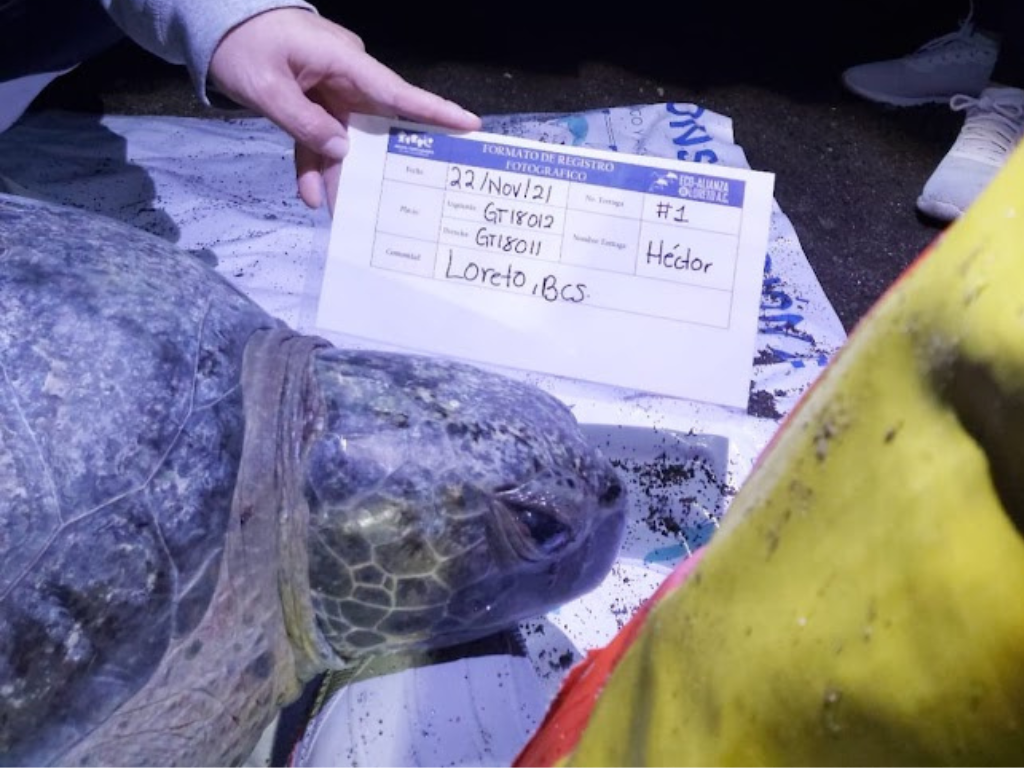 FORMATO DE REGISTRO
FOTOGRAFICO
ECO-ALIANZA
LORETO A.C.
Fecha 22/Nov/21 No. Tortuga #1
Placas Izquierda GT18012 Nombre Tortuga Héctor
Derecha GT18011
Comunidad Loreto, BCS.
ONS